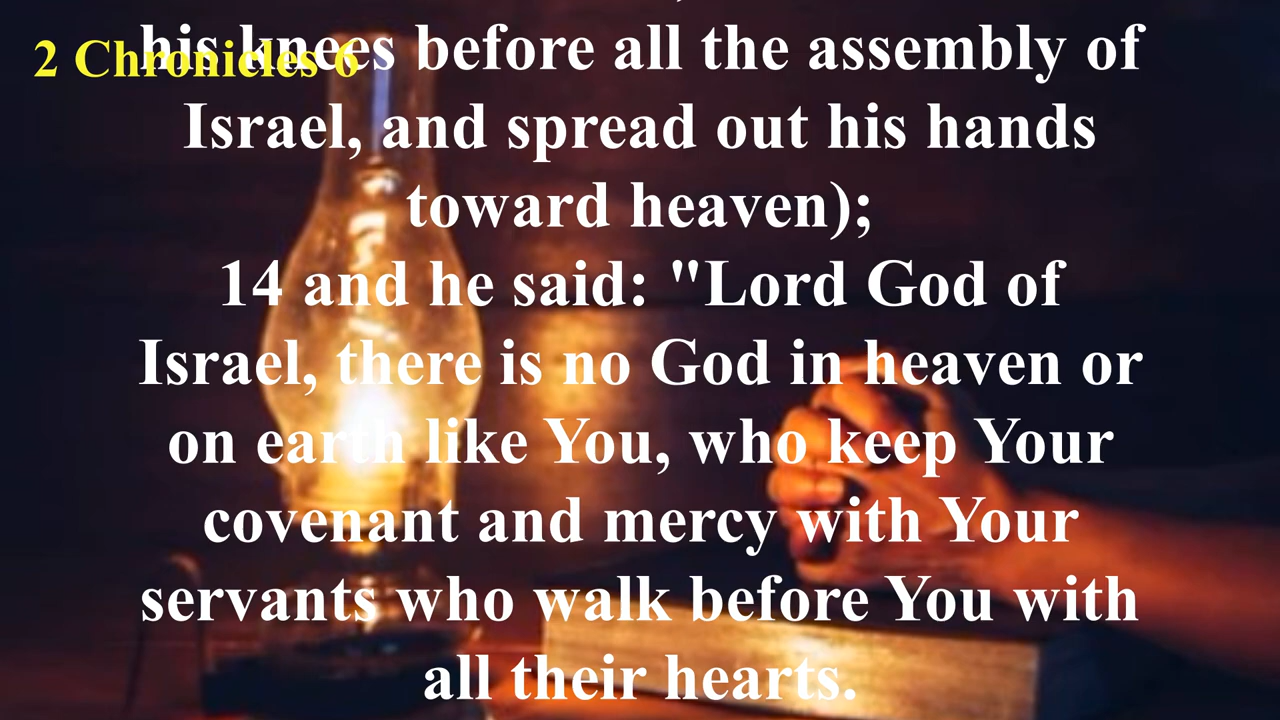 2 Chronicles 6
his knees before all the assembly of
Israel, and spread out his hands
toward heaven);
14 and he said: "Lord God of
Israel, there is no God in heaven or
on earth like You, who keep Your
covenant and mercy with Your
servants who walk before You with
all their hearts.